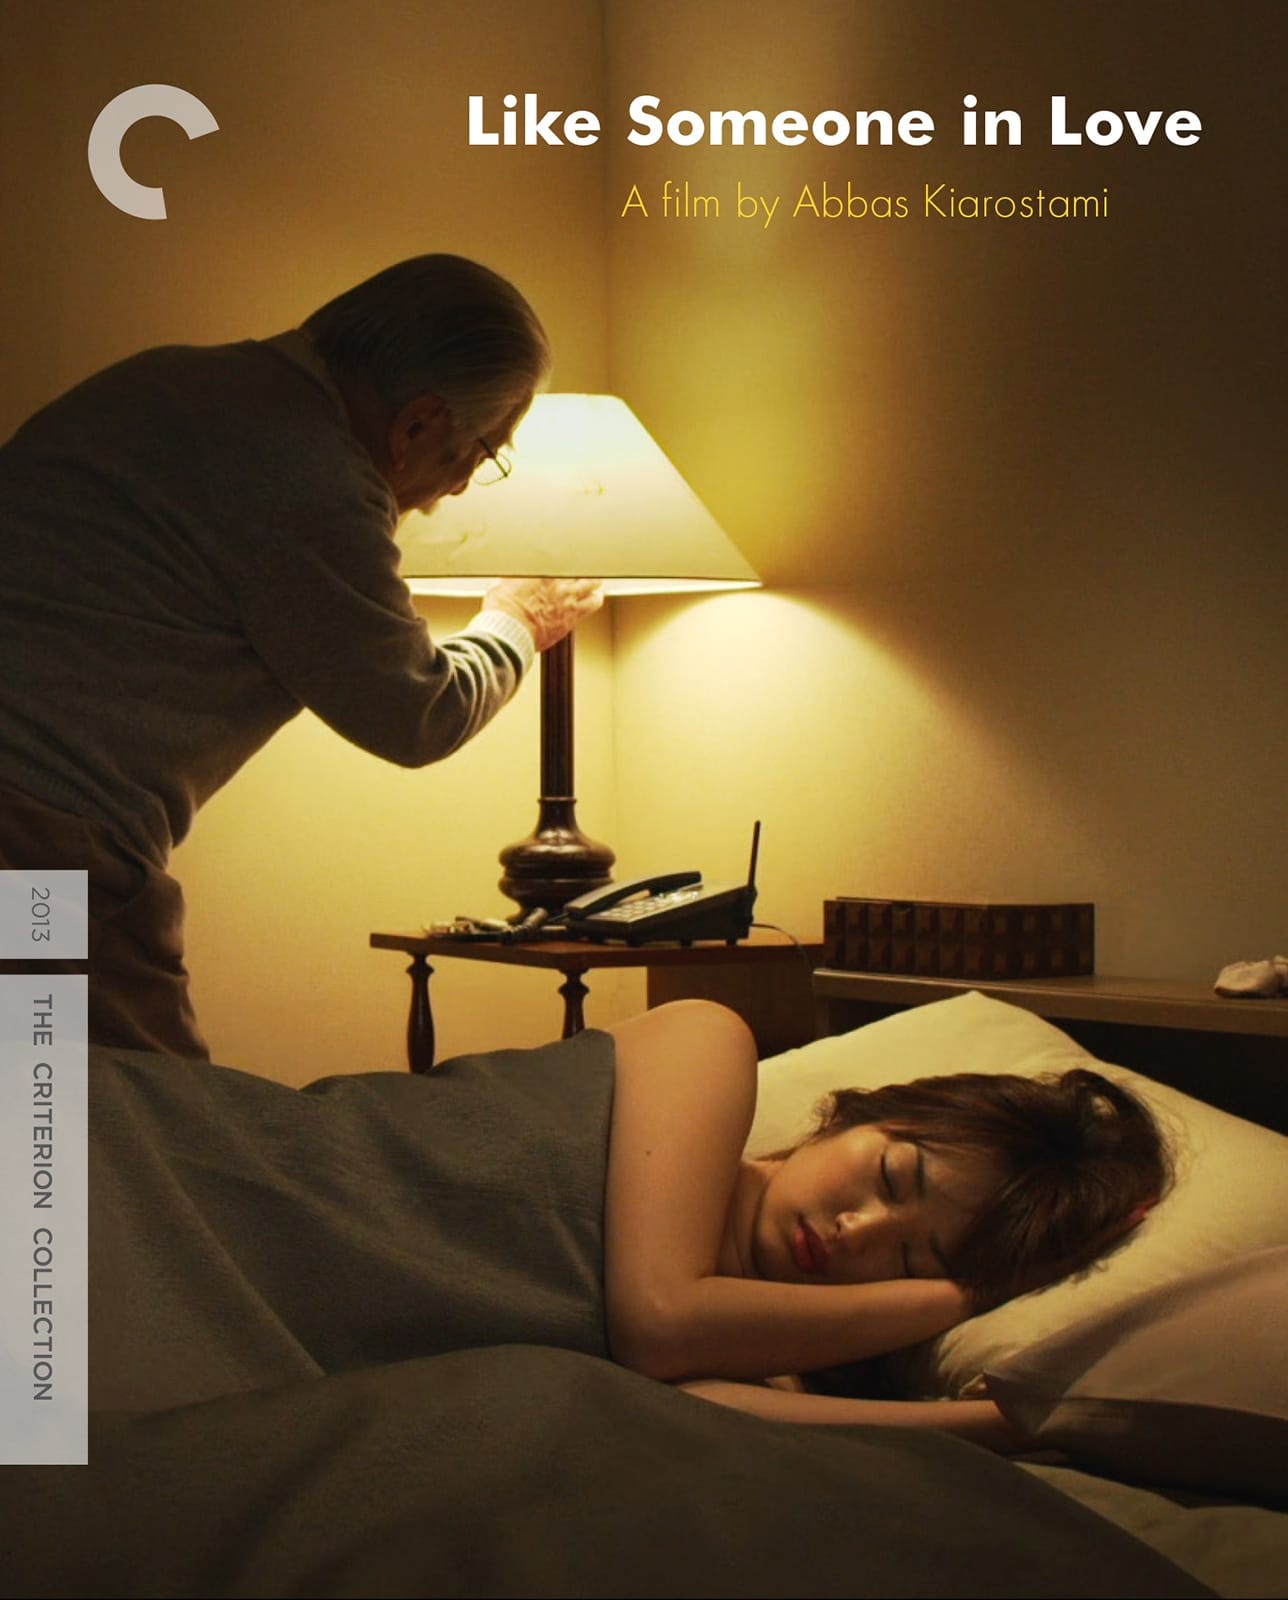 Like Someone in Love
A film by Abbas Kiarostami
2013
THE CRITERION COLLECTION